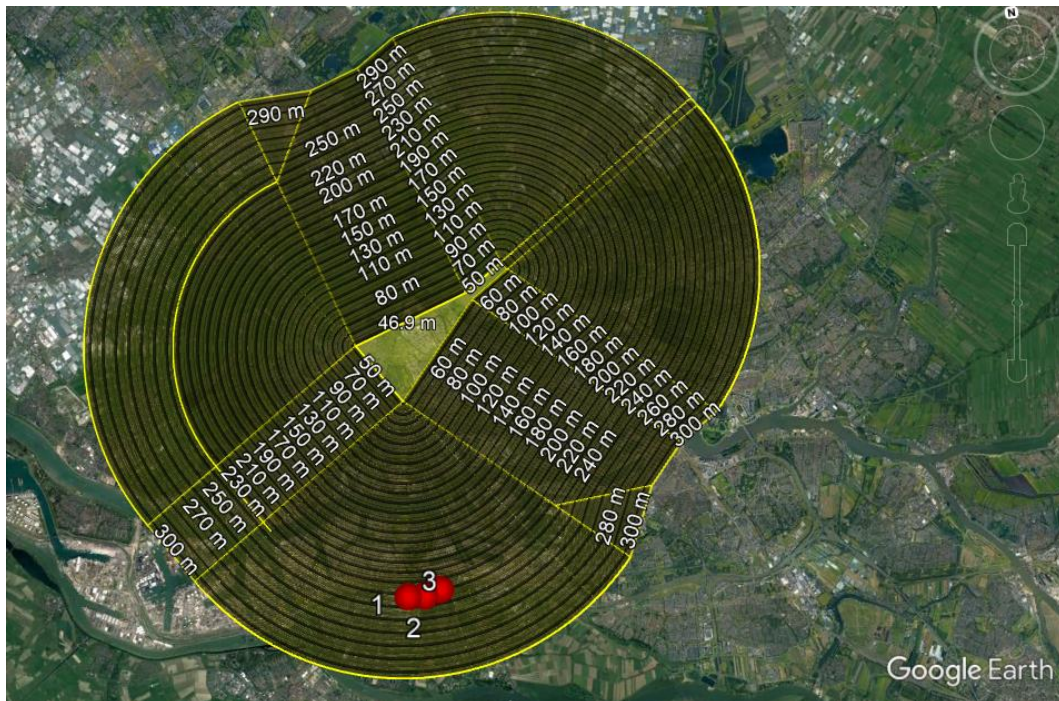 N
290 m
290 m
270 m
250 m
230 m
210 m
190 m
170 m
150 m
130 m
110 m
90 m
70 m
50 m
250 m
220 m
200 m
170 m
150 m
130 m
110 m
80 m
46.9 m
60 m
80 m
100 m
120 m
140 m
160 m
180 m
200 m
220 m
240 m
260 m
280 m
300 m
60 m
80 m
100 m
120 m
140 m
160 m
180 m
200 m
220 m
240 m
280 m
300 m
50 m
70 m
90 m
110 m
130 m
150 m
170 m
190 m
210 m
230 m
250 m
270 m
300 m
3
1
2
Google Earth